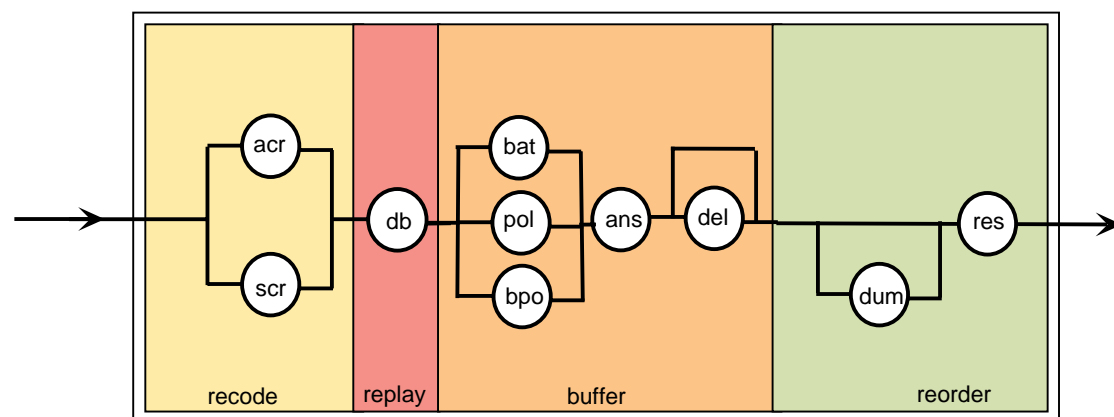 acr
scr
recode
db
replay
bat
pol
bpo
ans
del
buffer
dum
res
reorder